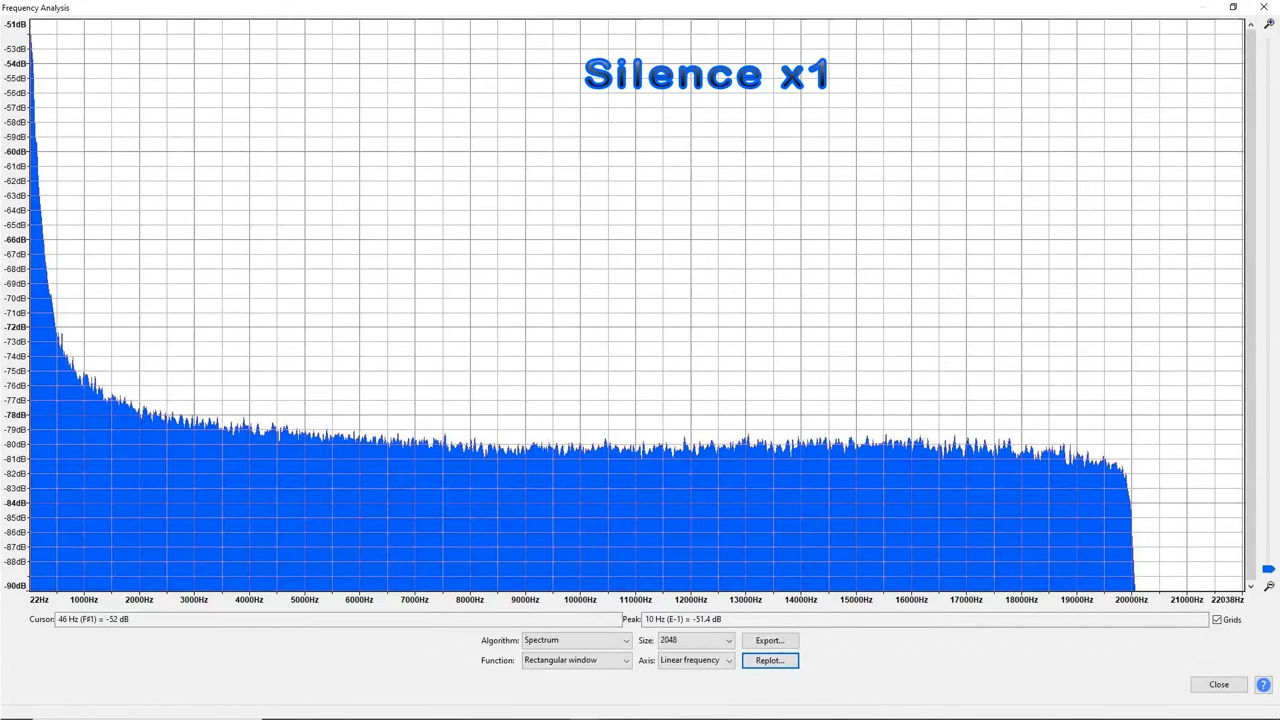 Frequency Analysis
Silence x1
-51dB
-53dB
-54dB
-55dB
-56dB
-57dB
-58dB
-59dB
-60dB
-61dB
-62dB
-63dB
-65dB
-66dB
-67dB
-68dB
-69dB
-70dB
-71dB
-72dB
-73dB
-74dB
-75dB
-76dB
-77dB
-78dB
-79dB
-80dB
-81dB
-83dB
-84dB
-85dB
-86dB
-87dB
-88dB
-90dB
22Hz 1000Hz 2000Hz 3000Hz 4000Hz 5000Hz 6000Hz 7000Hz 8000Hz 9000Hz 10000Hz 11000Hz 12000Hz 13000Hz 14000Hz 15000Hz 16000Hz 17000Hz 18000Hz 19000Hz 20000Hz 21000Hz 22038Hz
Cursor: 46 Hz (F♯1) = -52 dB Peak: 10 Hz (E-1) = -51.4 dB Grids
Algorithm: Spectrum Size: 2048 Export...
Function: Rectangular window Axis: Linear frequency Replot...
Close ?